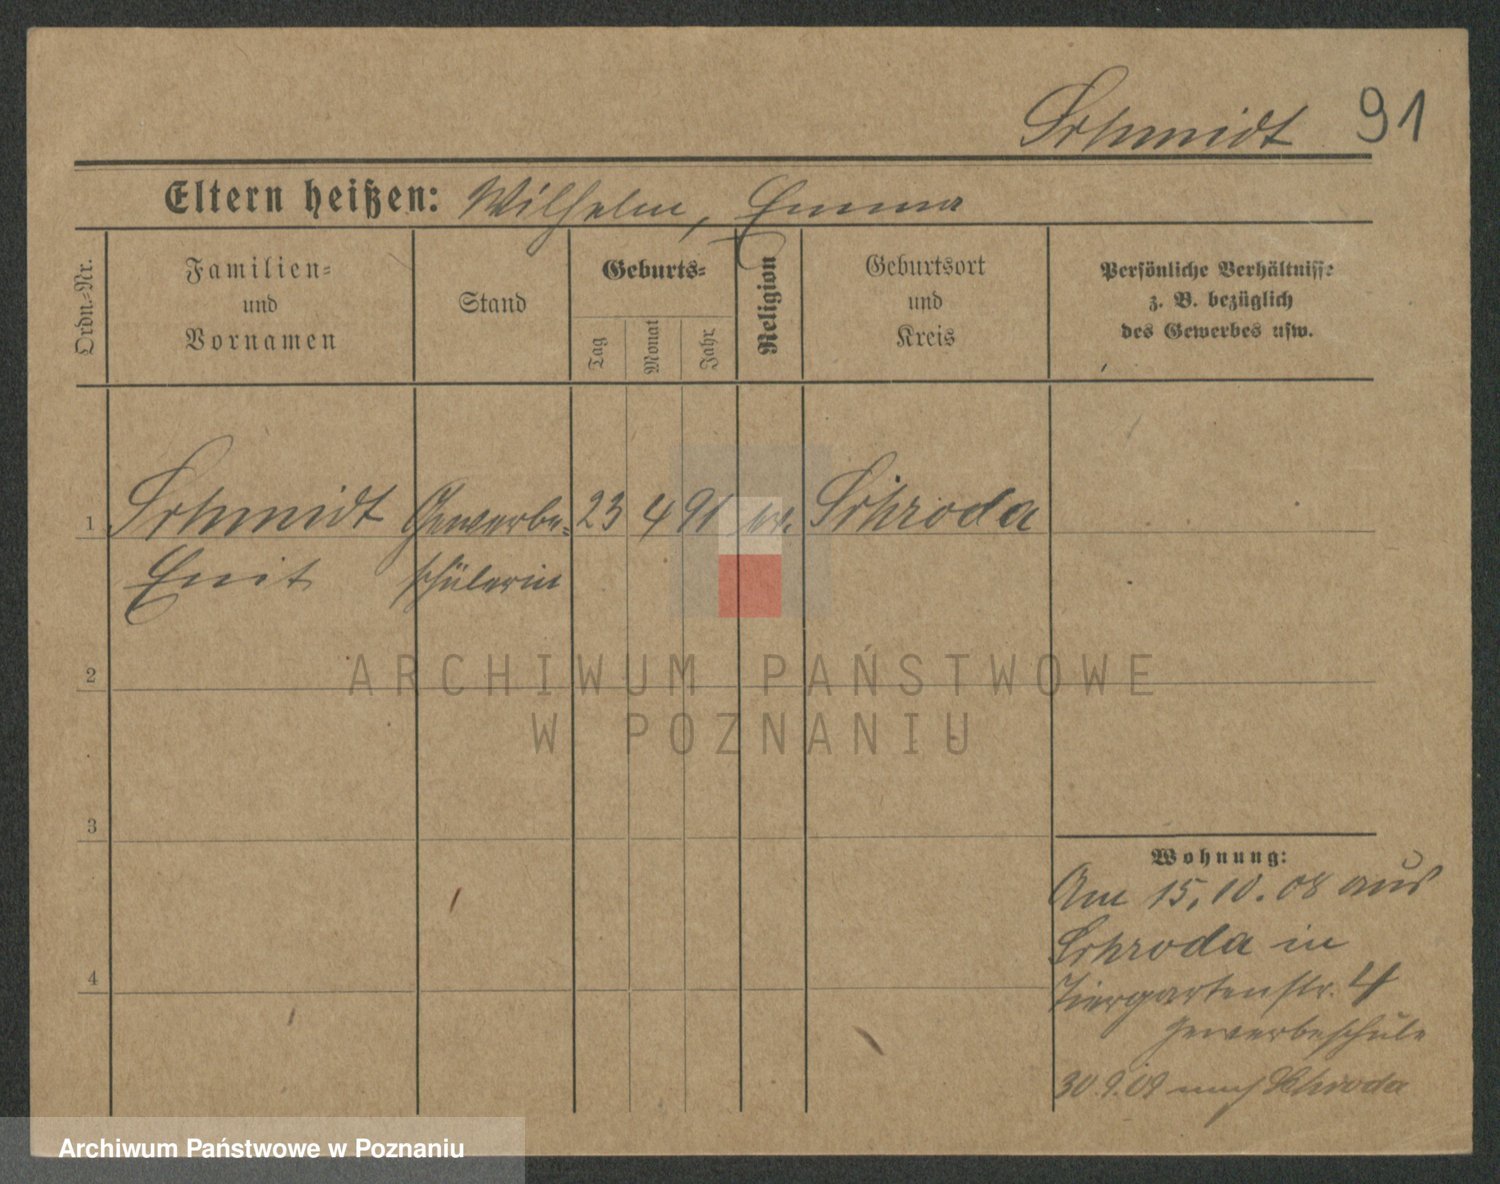 Schmidt 91
Eltern heißen: Wilhelm, Emma
Ordn.-Nr.
Familien-
und
Vornamen
Stand
Geburts-
Tag
Monat
Jahr
Religion
Geburtsort
und
Kreis
Persönliche Verhältnisse
z. B. bezüglich
des Gewerbes usw.
1 Schmidt Gewerbe- 23 4 91 ev. Schroda
schülerin
2
3
4
ARCHIWUM PAŃSTWOWE
W POZNANIU
Wohnung:
Am 15.10.08 aus
Schroda in
Tiergartenstr. 4
Gewerbeschule
30.9.09 nach Schroda
Archiwum Państwowe w Poznaniu